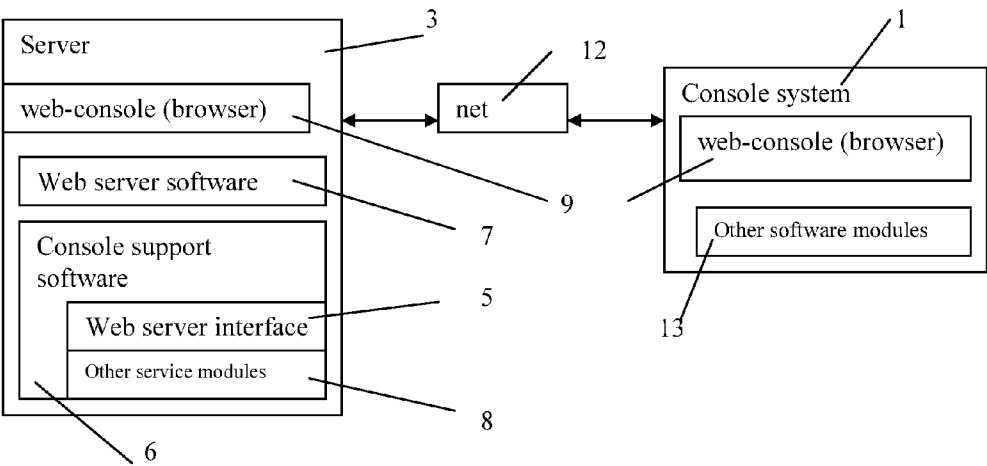 3
Server
12
1
web-console (browser)
net
Console system
web-console (browser)
Web server software
9
7
Other software modules
Console support
software
5
Web server interface
13
Other service modules
8
6